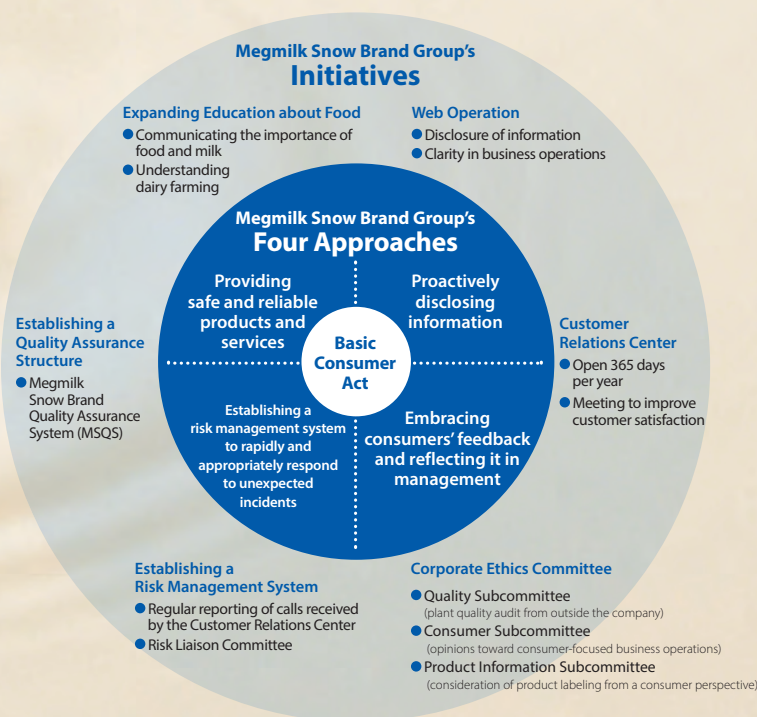 Megmilk Snow Brand Group's
Initiatives
Expanding Education about Food
● Communicating the importance of
food and milk
● Understanding
dairy farming
Web Operation
● Disclosure of information
● Clarity in business operations
Megmilk Snow Brand Group's
Four Approaches
Providing
safe and reliable
products and
services
Proactively
disclosing
information
Basic
Consumer
Act
Establishing a
risk management system
to rapidly and
appropriately respond
to unexpected
incidents
Embracing
consumers' feedback
and reflecting it in
management
Establishing a
Quality Assurance
Structure
● Megmilk
Snow Brand
Quality Assurance
System (MSQS)
Customer
Relations Center
● Open 365 days
per year
● Meeting to improve
customer satisfaction
Establishing a
Risk Management System
● Regular reporting of calls received
by the Customer Relations Center
● Risk Liaison Committee
Corporate Ethics Committee
● Quality Subcommittee
(plant quality audit from outside the company)
● Consumer Subcommittee
(opinions toward consumer-focused business operations)
● Product Information Subcommittee
(consideration of product labeling from a consumer perspective)